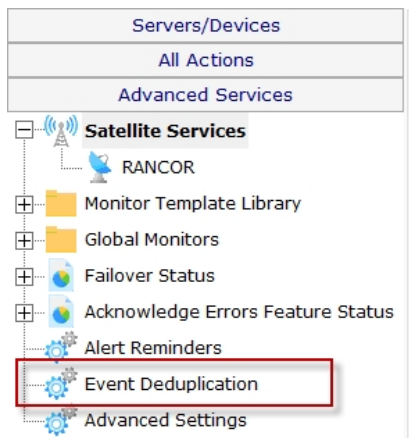 Servers/Devices
All Actions
Advanced Services
Satellite Services
RANCOR
Monitor Template Library
Global Monitors
Failover Status
Acknowledge Errors Feature Status
Alert Reminders
Event Deduplication
Advanced Settings